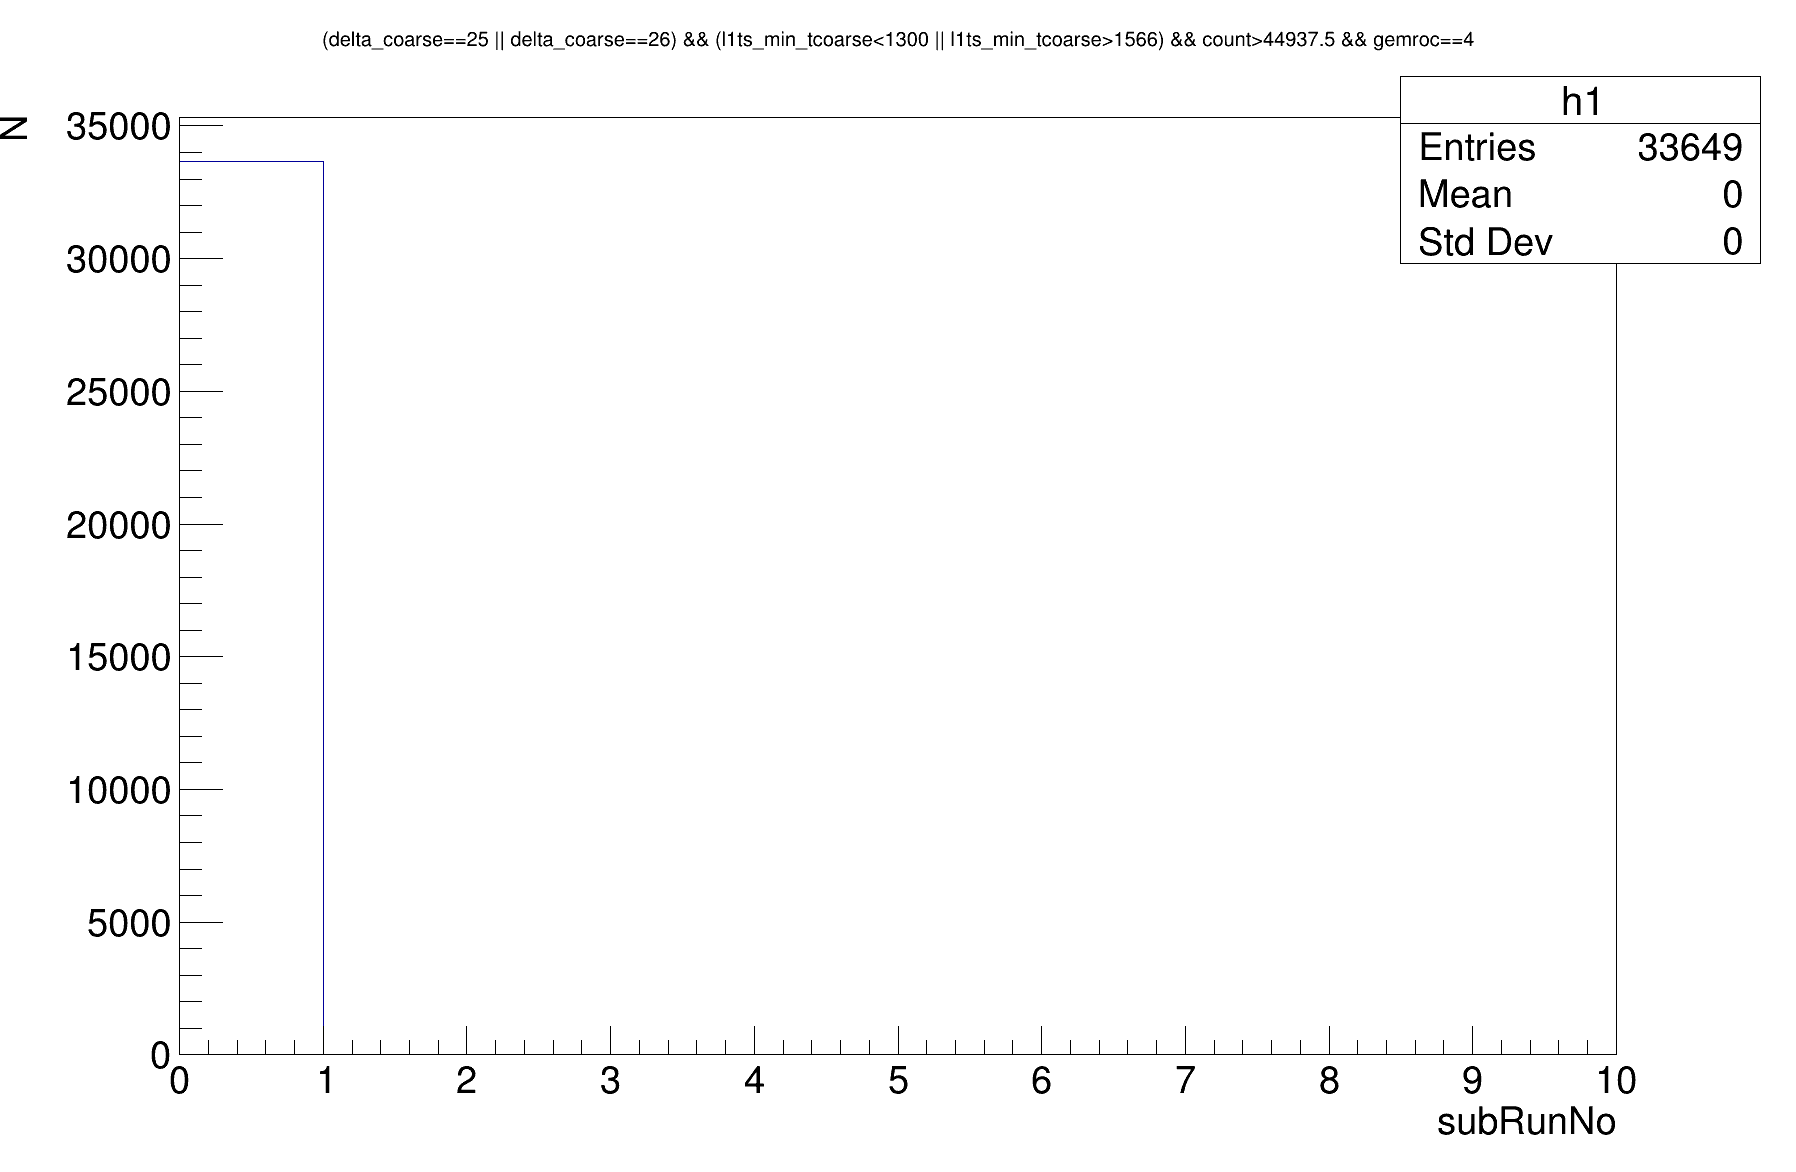 (delta_coarse==25 || delta_coarse==26) && (l1ts_min_tcoarse<1300 || l1ts_min_tcoarse>1566) && count>44937.5 && gemroc==4
h1
Entries 33649
Mean 0
Std Dev 0
N
35000
30000
25000
20000
15000
10000
5000
0
0 1 2 3 4 5 6 7 8 9 10
subRunNo